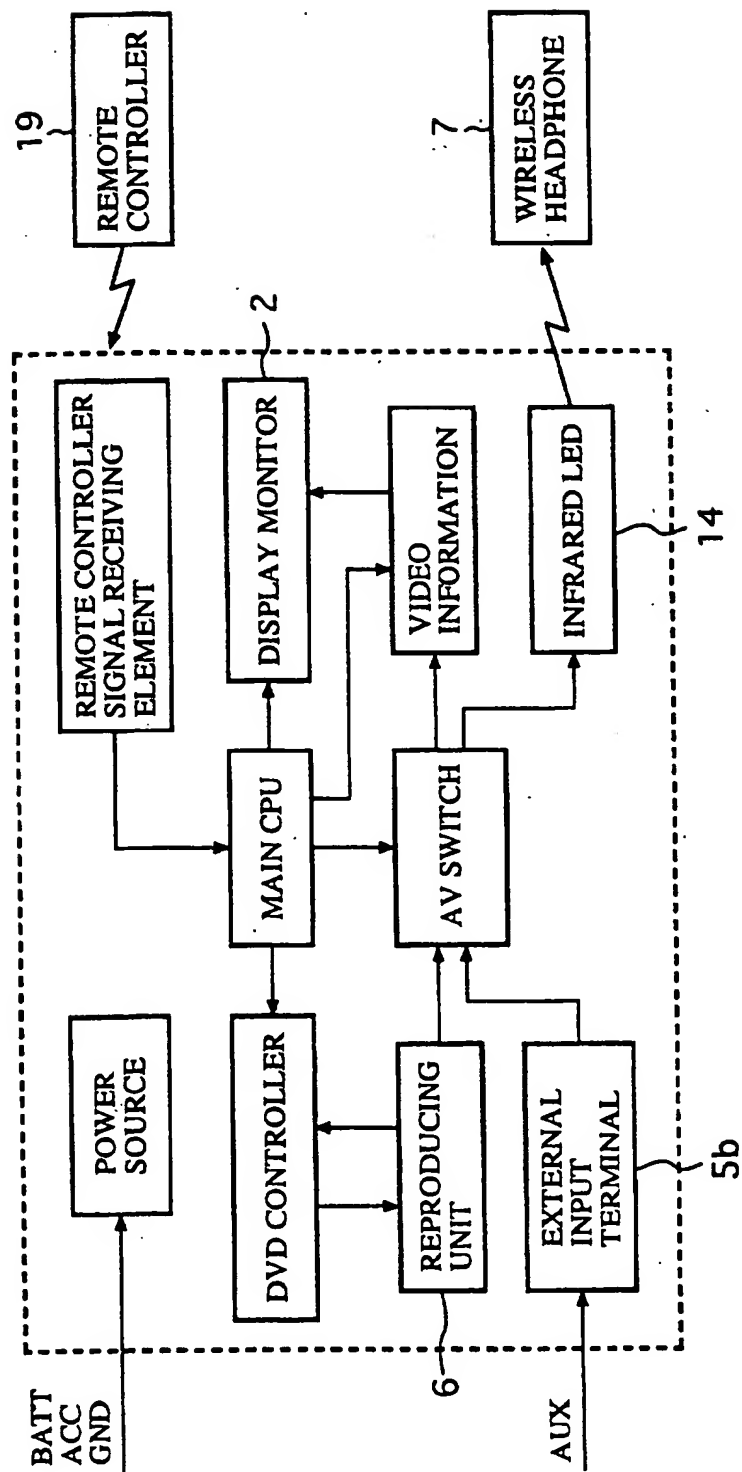 19
REMOTE
CONTROLLER
7
WIRELESS
HEADPHONE
REMOTE CONTROLLER
SIGNAL RECEIVING
ELEMENT
2
DISPLAY MONITOR
VIDEO
INFORMATION
INFRARED LED
14
MAIN CPU
AV SWITCH
POWER
SOURCE
DVD CONTROLLER
REPRODUCING
UNIT
6
EXTERNAL
INPUT
TERMINAL
5b
BATT
ACC
GND
AUX